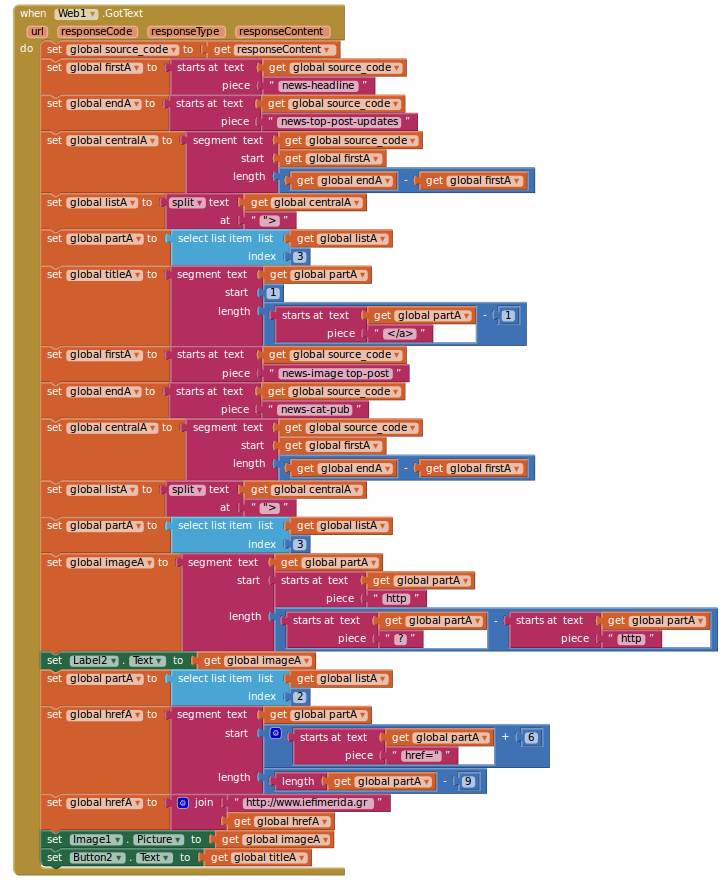 when Web1 .GotText
url responseCode responseType responseContent
do set global source_code to get responseContent
set global firstA to starts at text get global source_code
piece " news-headline "
set global endA to starts at text get global source_code
piece " news-top-post-updates "
set global centralA to segment text get global source_code
start get global firstA
length get global endA - get global firstA
set global listA to split text get global centralA
at " "> "
set global partA to select list item list get global listA
index 3
set global titleA to segment text get global partA
start 1
length starts at text get global partA - 1
piece " </a> "
set global firstA to starts at text get global source_code
piece " news-image top-post "
set global endA to starts at text get global source_code
piece " news-cat-pub "
set global centralA to segment text get global source_code
start get global firstA
length get global endA - get global firstA
set global listA to split text get global centralA
at " "> "
set global partA to select list item list get global listA
index 3
set global imageA to segment text get global partA
start starts at text get global partA
piece " http "
length starts at text get global partA - starts at text get global partA
piece " ? " piece " http "
set Label2 . Text to get global imageA
set global partA to select list item list get global listA
index 2
set global hrefA to segment text get global partA
start starts at text get global partA + 6
piece " href=" "
length length get global partA - 9
set global hrefA to join " http://www.iefimerida.gr "
get global hrefA
set Image1 . Picture to get global imageA
set Button2 . Text to get global titleA